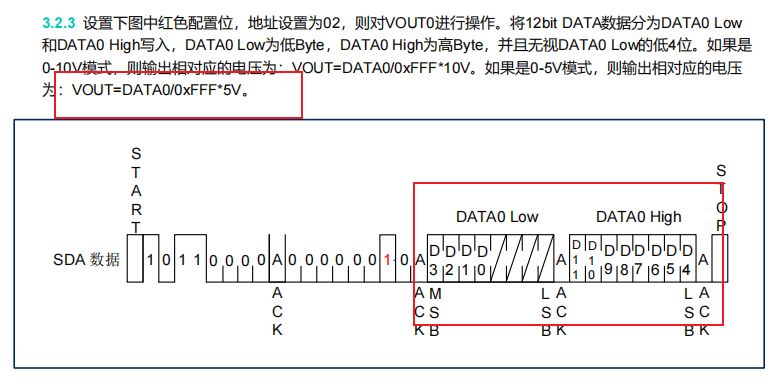 3.2.3 设置下图中红色配置位，地址设置为02，则对VOUT0进行操作。将12bit DATA数据分为DATA0 Low
和DATA0 High写入，DATA0 Low为低Byte，DATA0 High为高Byte，并且无视DATA0 Low的低4位。如果是
0-10V模式，则输出相对应的电压为：VOUT=DATA0/0xFFF*10V。如果是0-5V模式，则输出相对应的电压
为：VOUT=DATA0/0xFFF*5V。
START
STOP
DATA0 Low
DATA0 High
SDA 数据
1 0 1 1 0 0 0 0 A 0 0 0 0 0 0 1 0 A D3 D2 D1 D0 A D11 D10 D9 D8 D7 D6 D5 D4 A
ACK
ACK
MSB
LSB
ACK
LSB
ACK